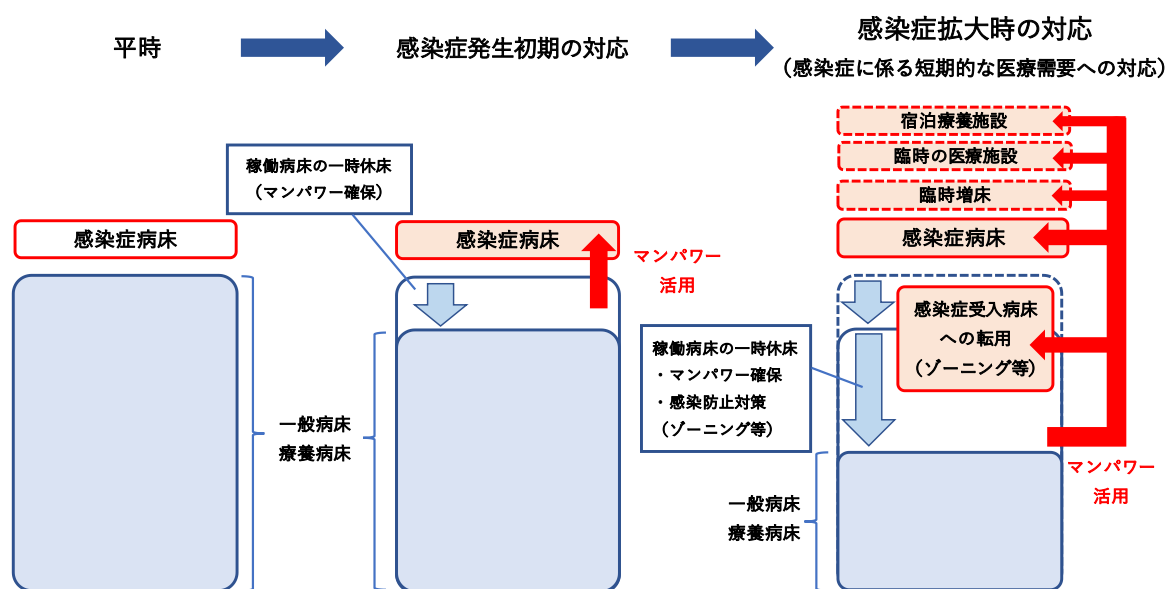 平時
感染症発生初期の対応
感染症拡大時の対応
（感染症に係る短期的な医療需要への対応）
稼働病床の一時休床
（マンパワー確保）
感染症病床
感染症病床
マンパワー
活用
一般病床
療養病床
宿泊療養施設
臨時の医療施設
臨時増床
感染症病床
感染症受入病床
への転用
（ゾーニング等）
稼働病床の一時休床
・マンパワー確保
・感染防止対策
（ゾーニング等）
マンパワー
活用
一般病床
療養病床